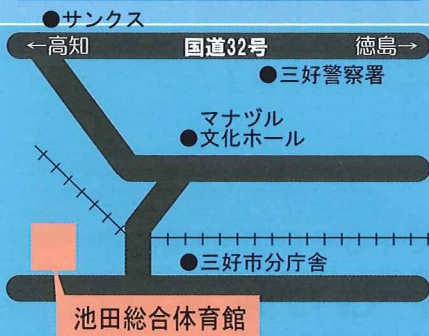 ●サンクス
←高知 国道32号 徳島→
●三好警察署
マナヅル
●文化ホール
●三好市分庁舎
池田総合体育館